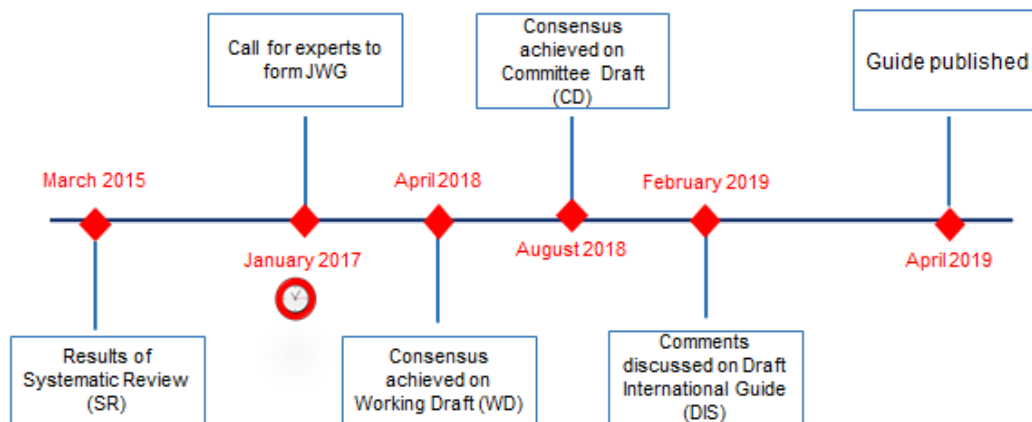 Call for experts to
form JWG
Consensus
achieved on
Committee Draft
(CD)
Guide published
March 2015
April 2018
February 2019
January 2017
August 2018
April 2019
Results of
Systematic Review
(SR)
Consensus
achieved on
Working Draft (WD)
Comments
discussed on Draft
International Guide
(DIS)